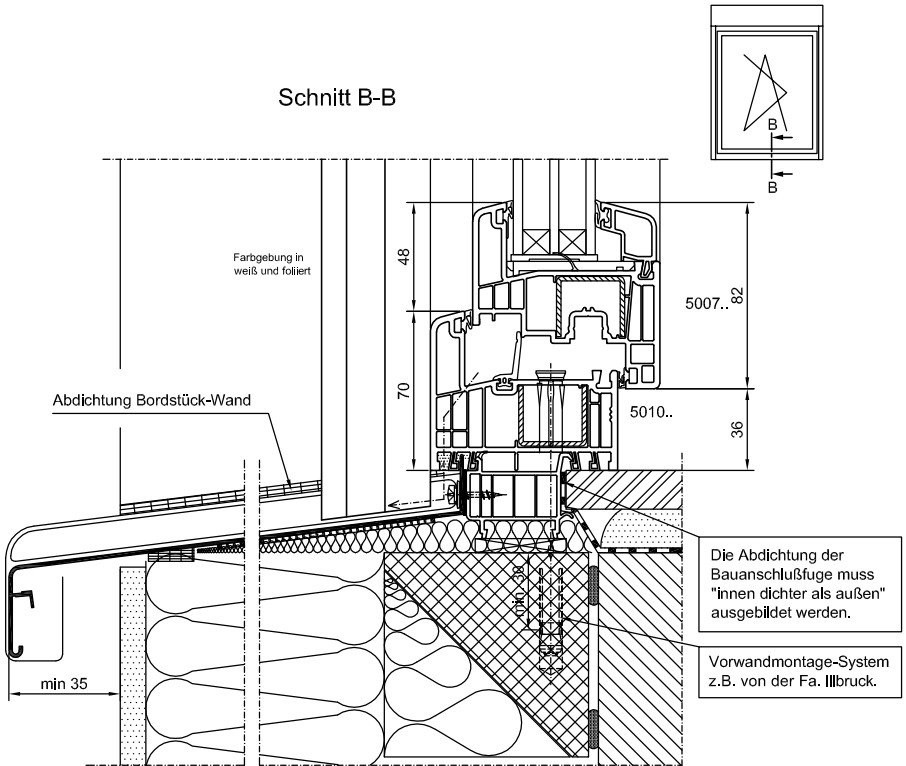 Schnitt B-B
B
B
Farbgebung in
weiß und foliert
48
82
5007..
70
Abdichtung Bordstück-Wand
5010..
36
min 30
Die Abdichtung der
Bauanschlußfuge muss
"innen dichter als außen"
ausgebildet werden.
Vorwandmontage-System
z.B. von der Fa. Illbruck.
min 35